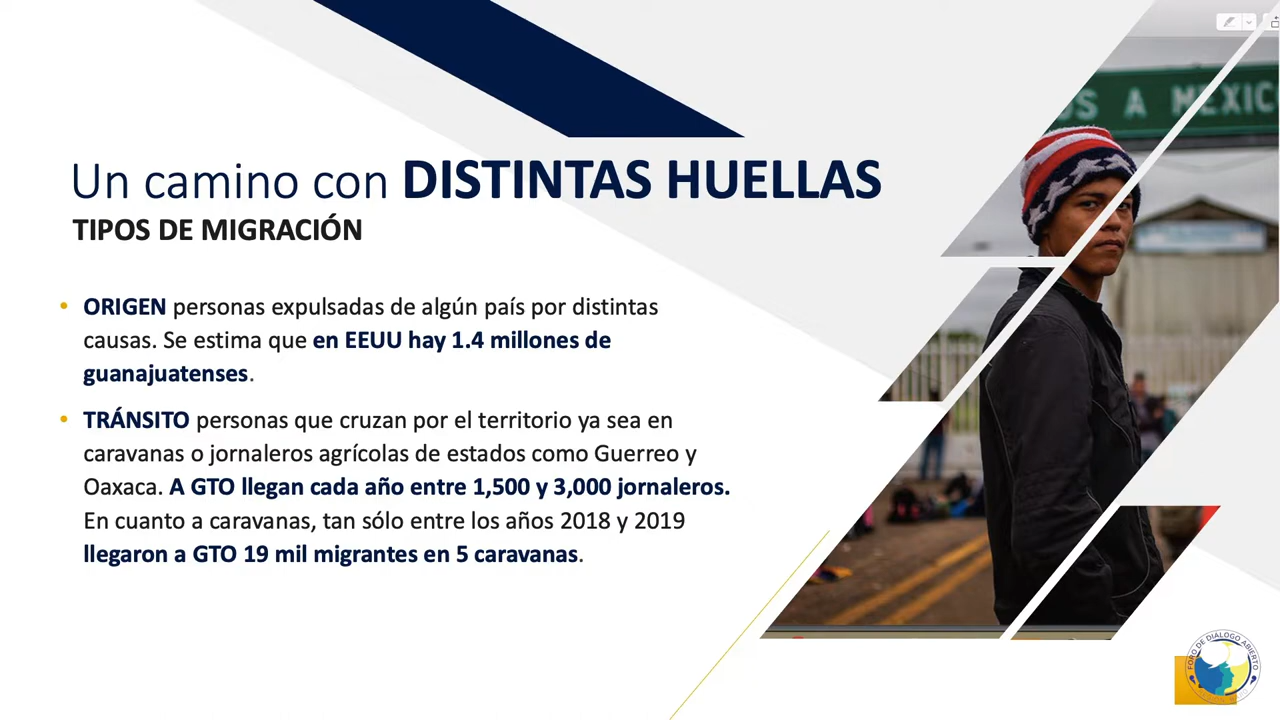 OS A MEXICO
Un camino con DISTINTAS HUELLAS
TIPOS DE MIGRACIÓN
• ORIGEN personas expulsadas de algún país por distintas
causas. Se estima que en EEUU hay 1.4 millones de
guanajuatenses.
• TRÁNSITO personas que cruzan por el territorio ya sea en
caravanas o jornaleros agrícolas de estados como Guerreo y
Oaxaca. A GTO llegan cada año entre 1,500 y 3,000 jornaleros.
En cuanto a caravanas, tan sólo entre los años 2018 y 2019
llegaron a GTO 19 mil migrantes en 5 caravanas.
FORO DE DIALOGO ABIERTO